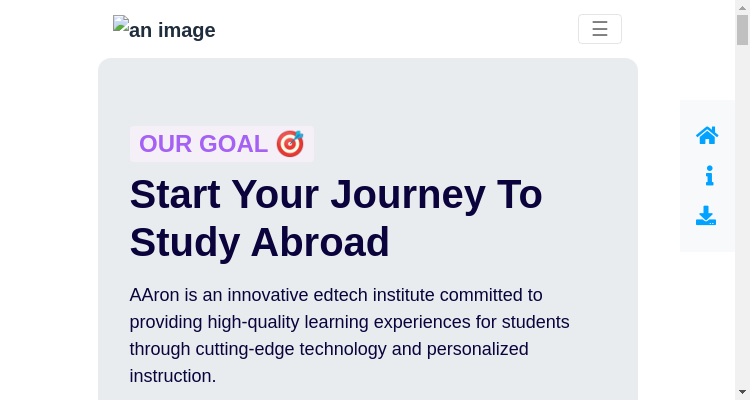 an image
OUR GOAL 🎯
Start Your Journey To
Study Abroad
AAron is an innovative edtech institute committed to
providing high-quality learning experiences for students
through cutting-edge technology and personalized
instruction.